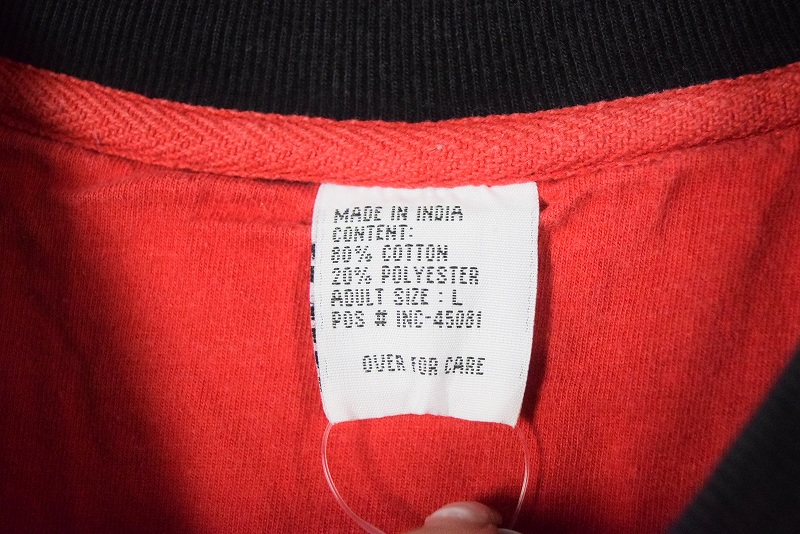 MADE IN INDIA
CONTENT:
80% COTTON
20% POLYESTER
ADULT SIZE : L
POS # INC-45081
OVER FOR CARE